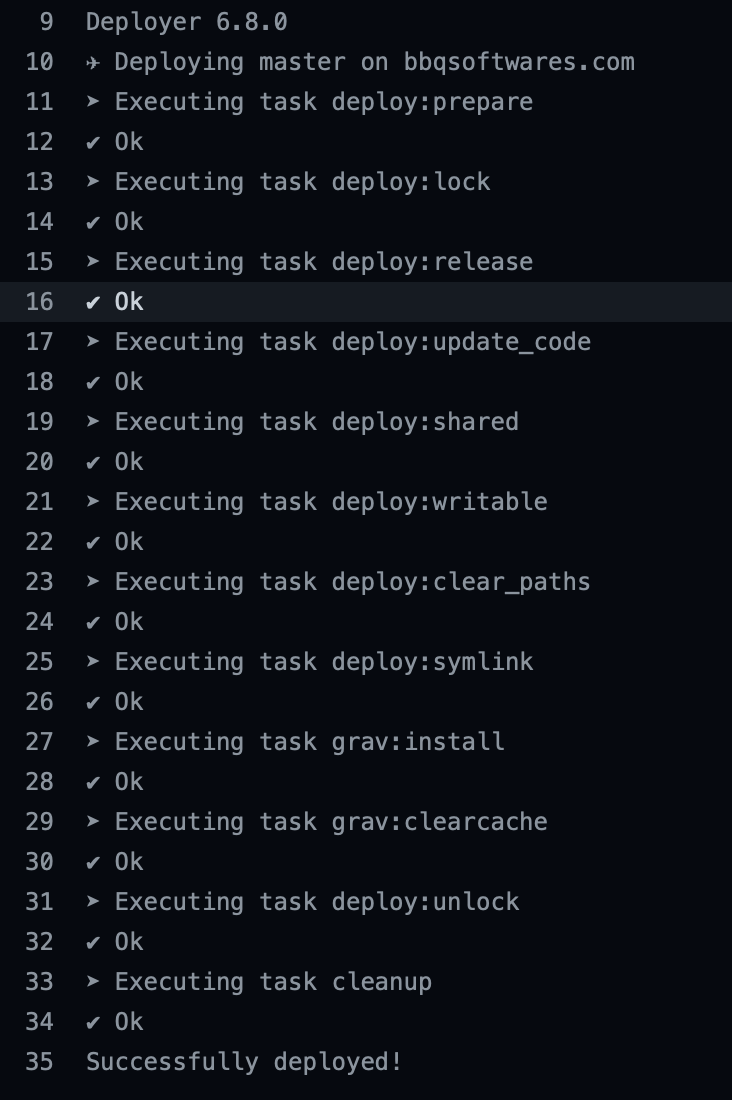 9 Deployer 6.8.0
10 ✈ Deploying master on bbqsoftwares.com
11 ➤ Executing task deploy:prepare
12 ✔ Ok
13 ➤ Executing task deploy:lock
14 ✔ Ok
15 ➤ Executing task deploy:release
16 ✔ Ok
17 ➤ Executing task deploy:update_code
18 ✔ Ok
19 ➤ Executing task deploy:shared
20 ✔ Ok
21 ➤ Executing task deploy:writable
22 ✔ Ok
23 ➤ Executing task deploy:clear_paths
24 ✔ Ok
25 ➤ Executing task deploy:symlink
26 ✔ Ok
27 ➤ Executing task grav:install
28 ✔ Ok
29 ➤ Executing task grav:clearcache
30 ✔ Ok
31 ➤ Executing task deploy:unlock
32 ✔ Ok
33 ➤ Executing task cleanup
34 ✔ Ok
35 Successfully deployed!